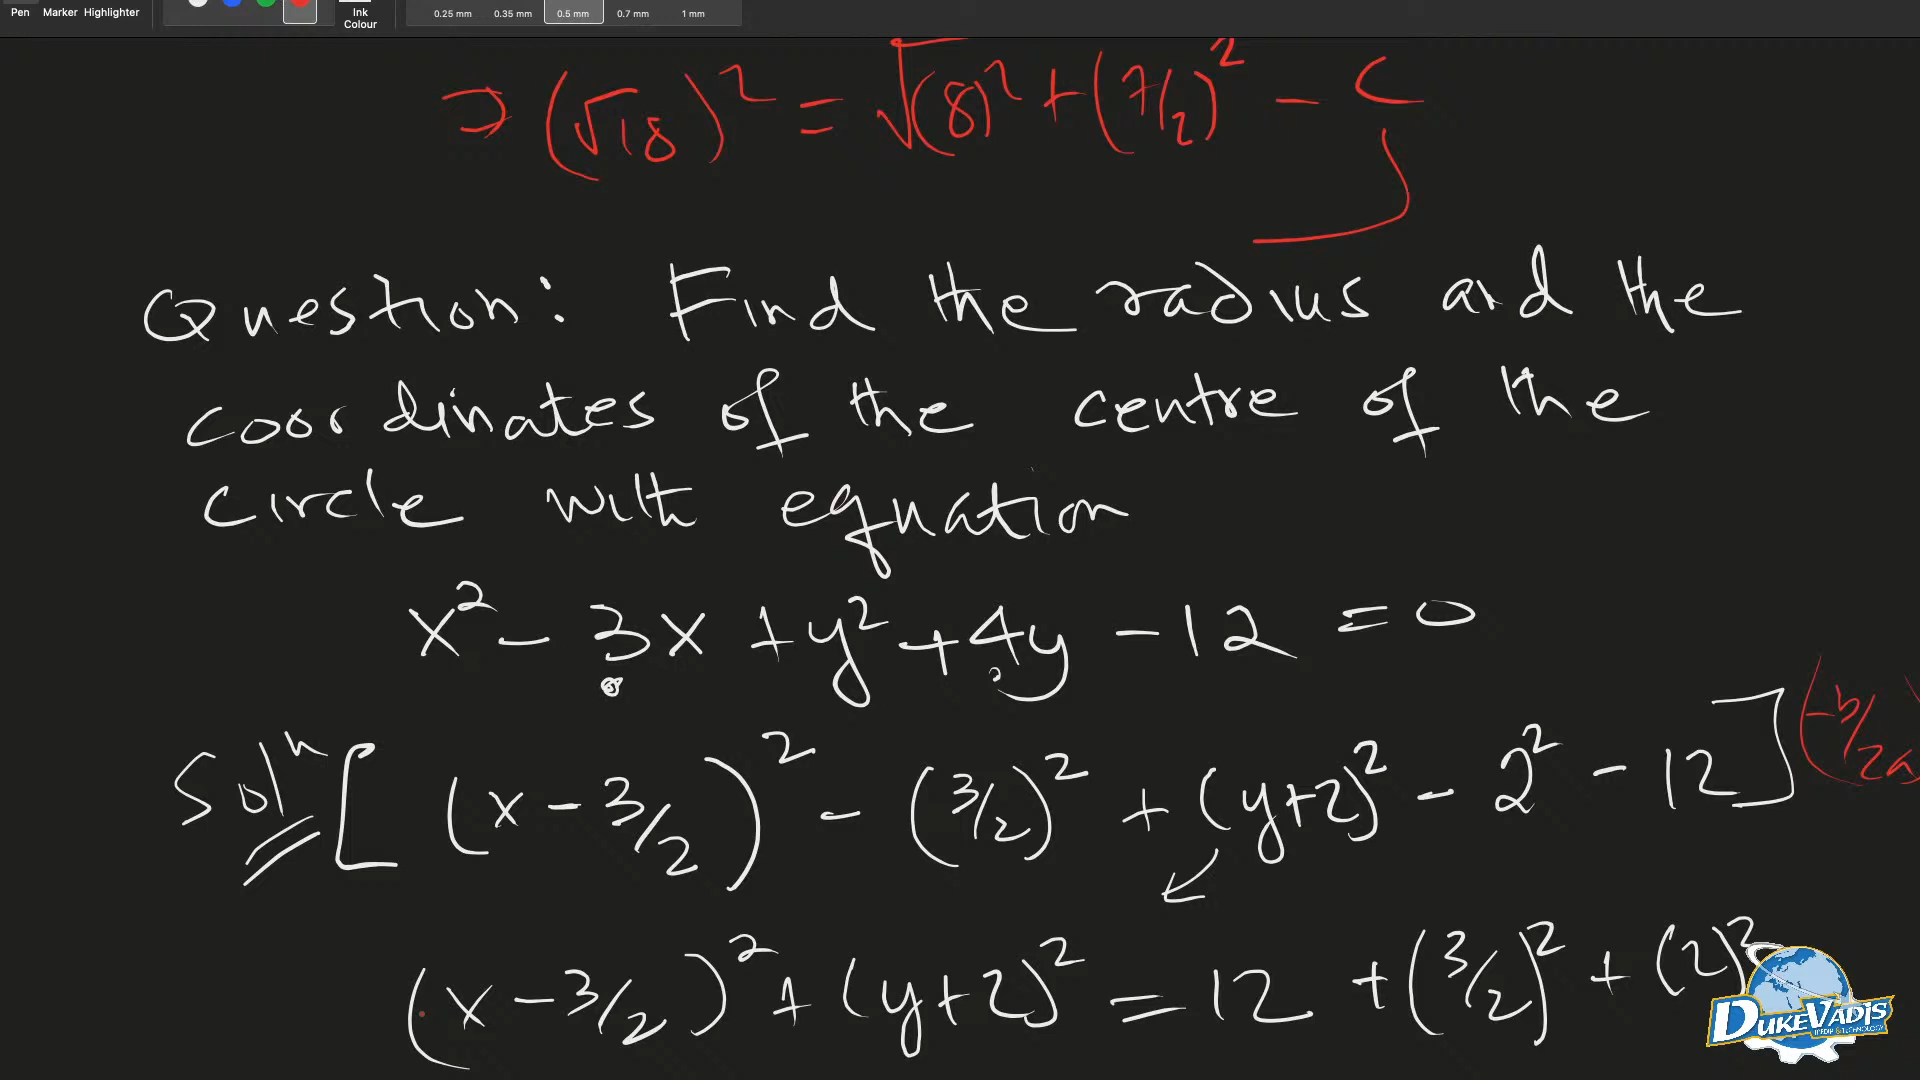 Pen Marker Highlighter Ink Colour 0.25 mm 0.35 mm 0.5 mm 0.7 mm 1 mm
⇒ (√18)² = √(8)² + (7/2)² - C
Question: Find the radius and the
coordinates of the centre of the
circle with equation
x² - 3x + y² + 4y - 12 = 0
Solⁿ [ (x - 3/2)² - (3/2)² + (y+2)² - 2² - 12 ] (-b/2a)
(x - 3/2)² + (y+2)² = 12 + (3/2)² + (2)²
DUKEVADIS
MEDIA & TECHNOLOGY